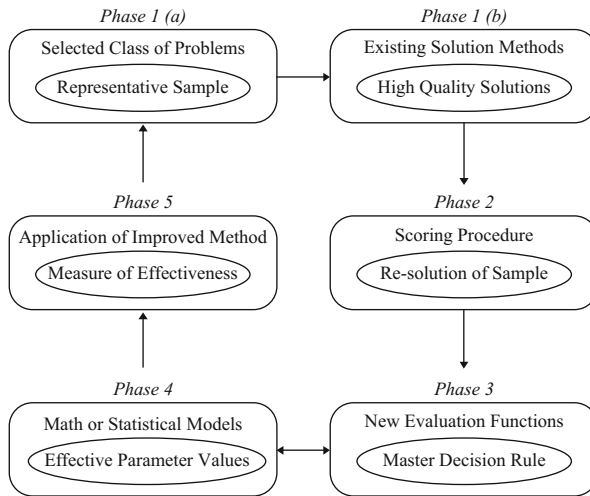 Phase 1 (a)
Selected Class of Problems
Representative Sample
Phase 1 (b)
Existing Solution Methods
High Quality Solutions
Phase 2
Scoring Procedure
Re-solution of Sample
Phase 3
New Evaluation Functions
Master Decision Rule
Phase 4
Math or Statistical Models
Effective Parameter Values
Phase 5
Application of Improved Method
Measure of Effectiveness